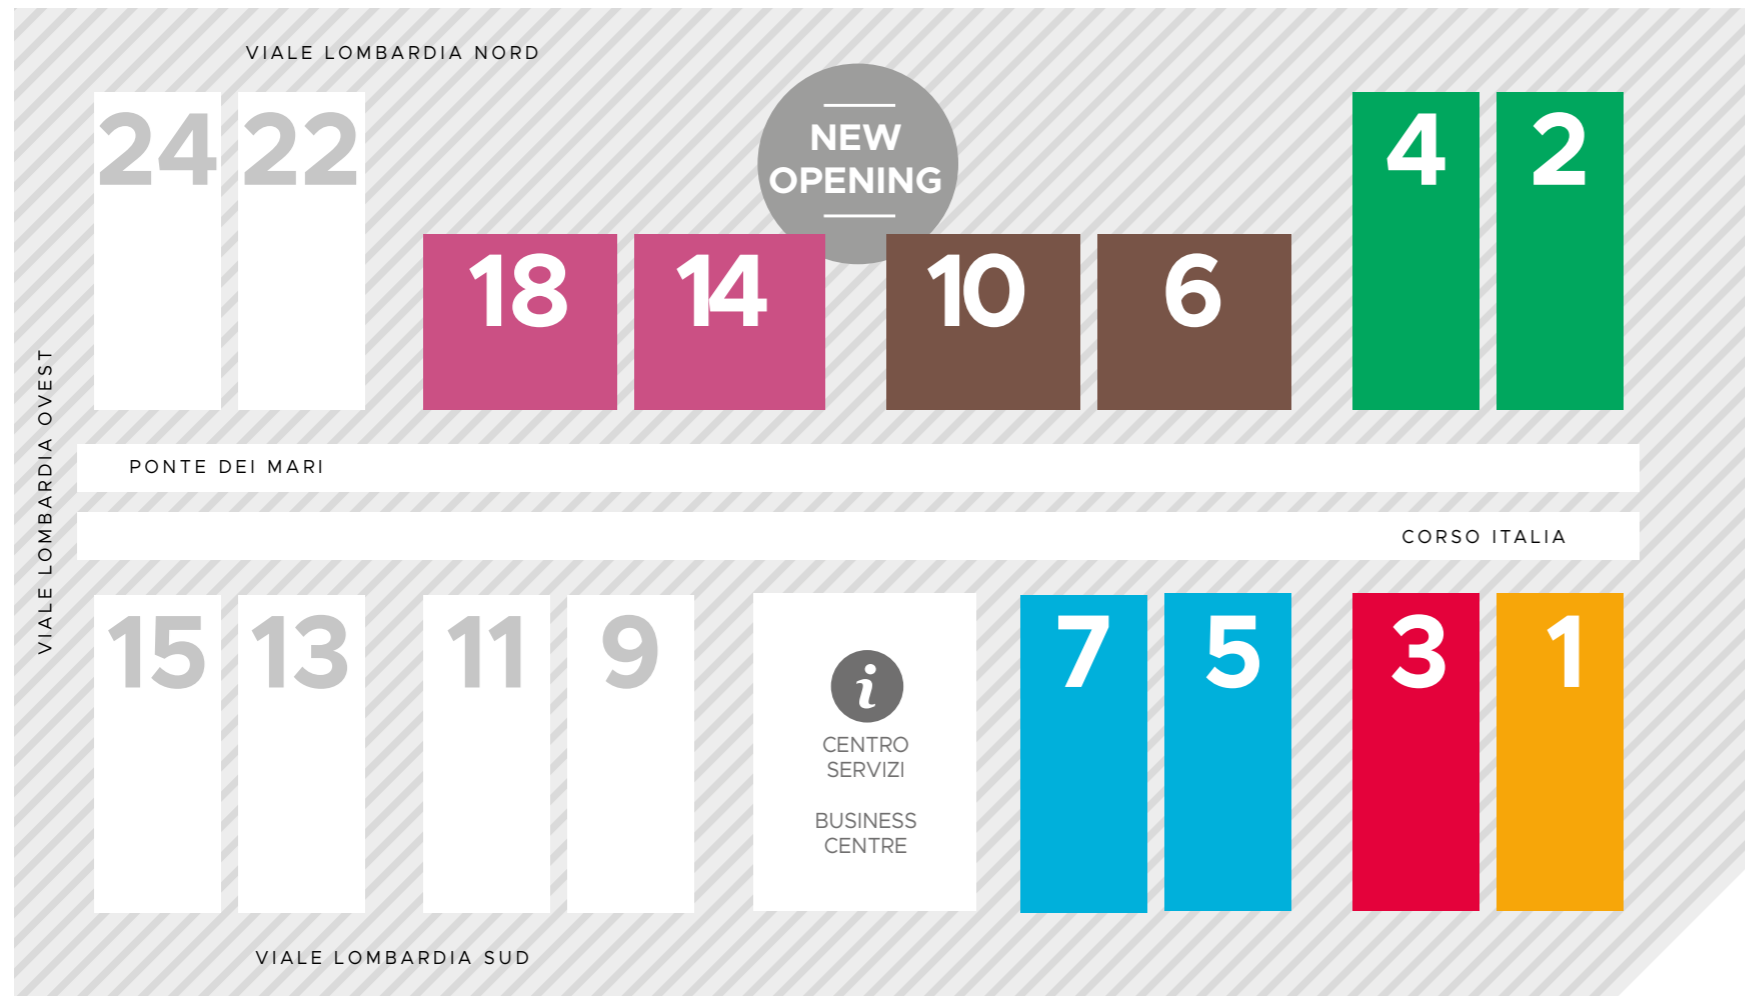 VIALE LOMBARDIA NORD
NEW
OPENING
24 22
4 2
18 14 10 6
VIALE LOMBARDIA OVEST
PONTE DEI MARI
CORSO ITALIA
15 13 11 9
7 5 3 1
i
CENTRO
SERVIZI
BUSINESS
CENTRE
VIALE LOMBARDIA SUD